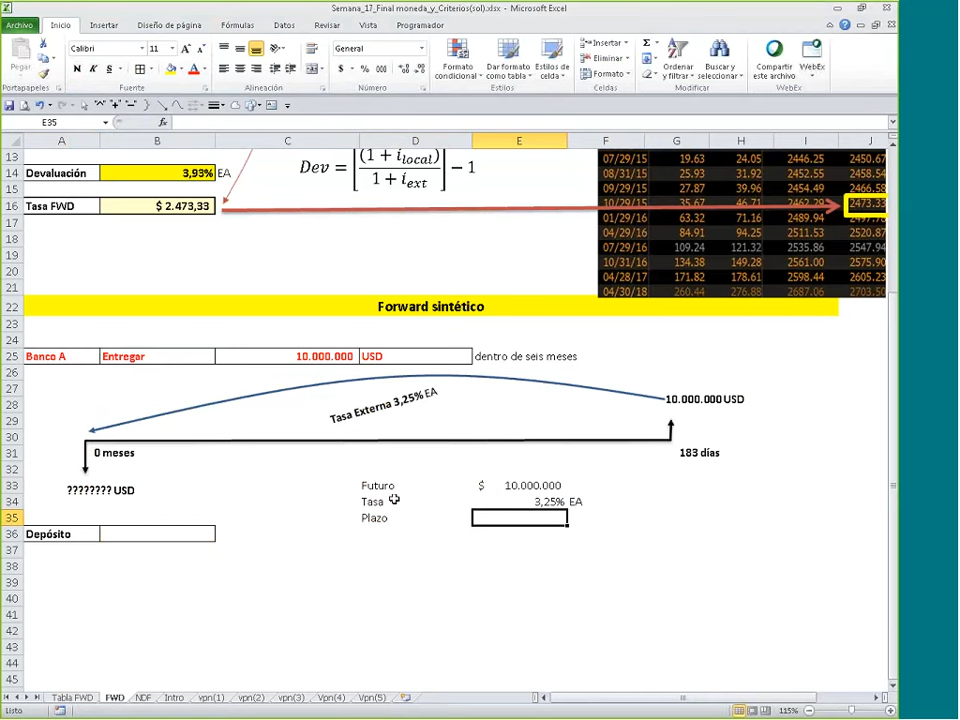 Semana_17_Final moneda_y_Criterios(sol).xlsx - Microsoft Excel
Archivo Inicio Insertar Diseño de página Fórmulas Datos Revisar Vista Programador
Pegar
Calibri 11
N K S
General
$ % 000
Formato condicional
Dar formato como tabla
Estilos de celda
Insertar
Eliminar
Formato
Σ
Ordenar y filtrar
Buscar y seleccionar
Compartir este archivo
WebEx
Portapapeles Fuente Alineación Número Estilos Celdas Modificar WebEx
E35 fx
A B C D E F G H I J
13
14
15
16
17
18
19
20
21
22
23
24
25
26
27
28
29
30
31
32
33
34
35
36
37
38
39
40
41
42
43
44
45
Dev = [(1 + i_local) / 1 + i_ext] − 1
Devaluación 3,93% EA
Tasa FWD $ 2.473,33
07/29/15 19.63 24.05 2446.25 2450.67
08/31/15 25.93 31.92 2452.55 2458.54
09/29/15 27.87 39.96 2454.49 2466.58
10/29/15 35.67 46.71 2462.29 2473.33
01/29/16 63.32 71.16 2489.94
04/29/16 84.91 94.25 2511.53 2520.87
07/29/16 109.24 121.32 2535.86 2547.94
10/31/16 134.38 149.28 2561.00 2575.90
04/28/17 171.82 178.61 2598.44 2605.23
04/30/18 260.44 276.88 2687.06 2703.50
Forward sintético
Banco A Entregar 10.000.000 USD dentro de seis meses
Tasa Externa 3,25% EA
10.000.000 USD
0 meses 183 días
???????? USD
Futuro $ 10.000.000
Tasa 3,25% EA
Plazo
Depósito
Tabla FWD FWD NDF Intro vpn(1) vpn(2) vpn(3) Vpn(4) Vpn(5)
Listo 115%